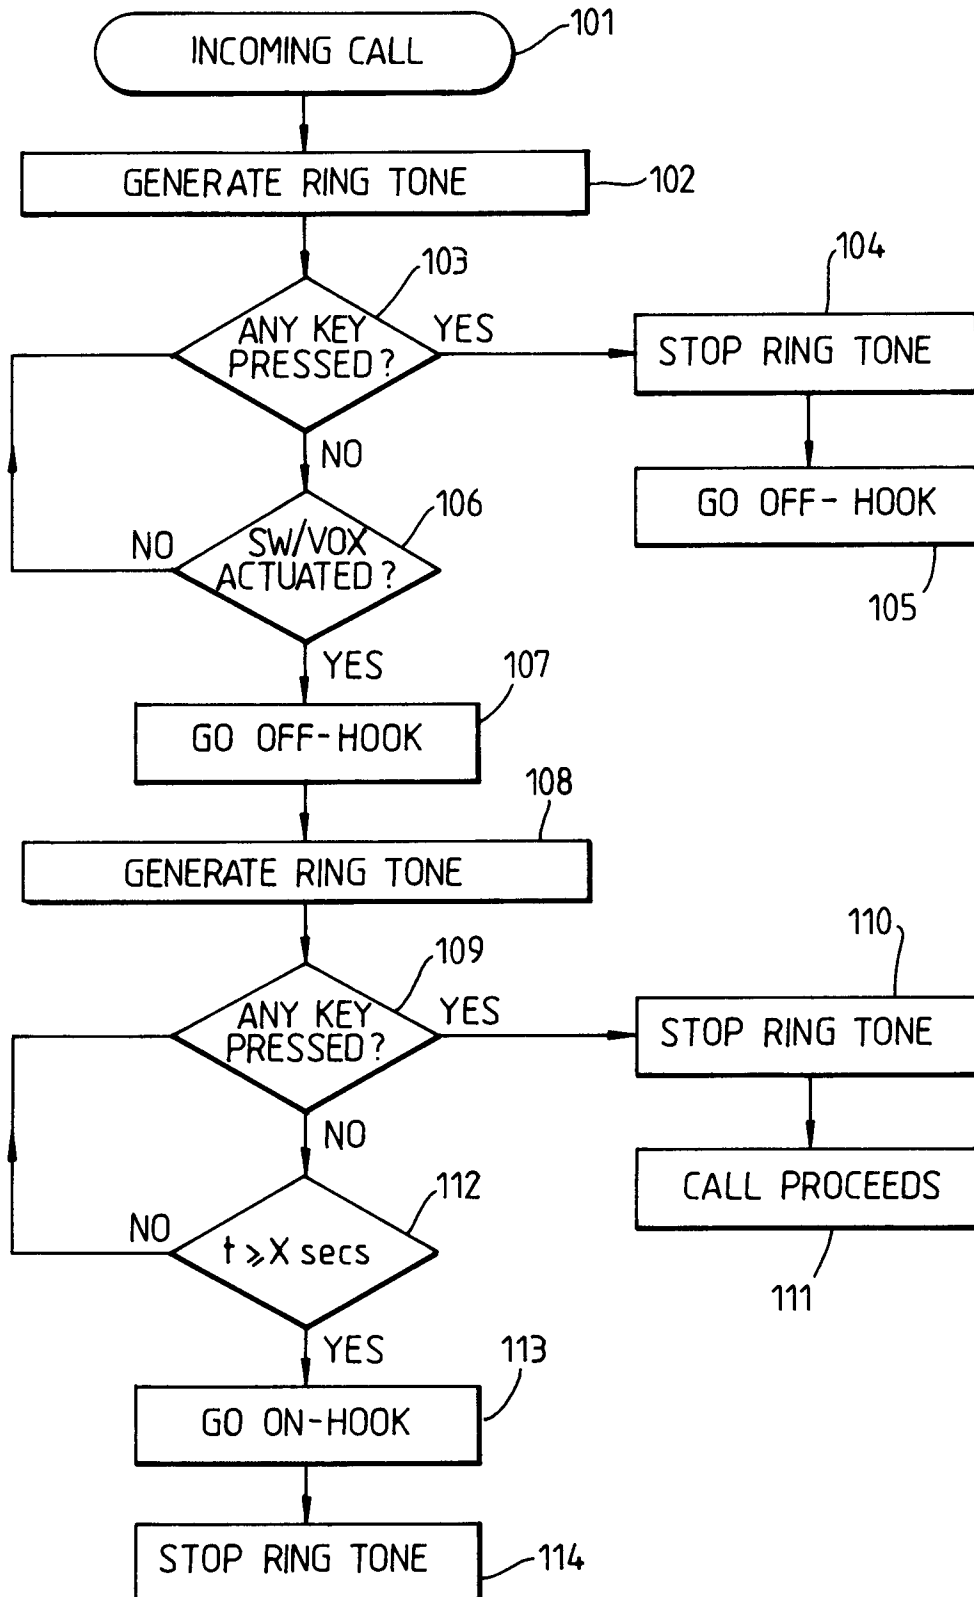 INCOMING CALL
101
GENERATE RING TONE
102
103
ANY KEY
PRESSED?
YES
NO
104
STOP RING TONE
GO OFF-HOOK
105
106
SW/VOX
ACTUATED?
NO
YES
107
GO OFF-HOOK
108
GENERATE RING TONE
109
ANY KEY
PRESSED?
YES
NO
110
STOP RING TONE
CALL PROCEEDS
111
112
t ⩾ X secs
NO
YES
113
GO ON-HOOK
STOP RING TONE
114